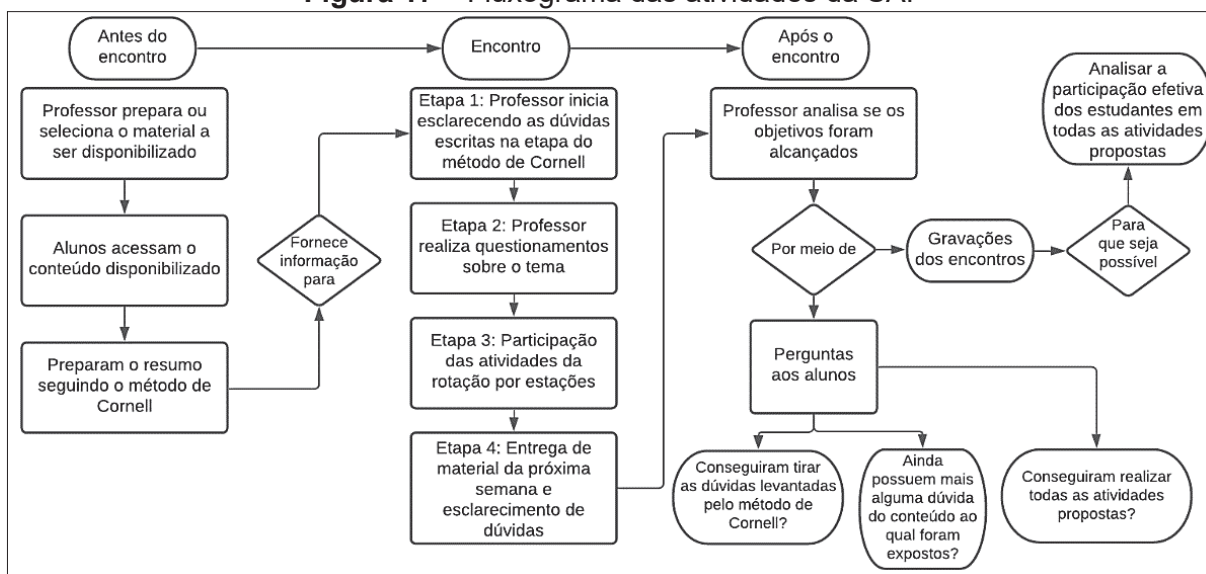 Antes do
encontro
Encontro
Após o
encontro
Professor prepara ou
seleciona o material a
ser disponibilizado
Alunos acessam o
conteúdo disponibilizado
Preparam o resumo
seguindo o método de
Cornell
Fornece
informação
para
Etapa 1: Professor inicia
esclarecendo as dúvidas
escritas na etapa do
método de Cornell
Etapa 2: Professor
realiza questionamentos
sobre o tema
Etapa 3: Participação
das atividades da
rotação por estações
Etapa 4: Entrega de
material da próxima
semana e
esclarecimento de
dúvidas
Professor analisa se os
objetivos foram
alcançados
Por meio de
Gravações
dos encontros
Para
que seja
possível
Analisar a
participação efetiva
dos estudantes em
todas as atividades
propostas
Perguntas
aos alunos
Conseguiram tirar
as dúvidas levantadas
pelo método de
Cornell?
Ainda
possuem mais
alguma dúvida
do conteúdo ao
qual foram
expostos?
Conseguiram realizar
todas as atividades
propostas?